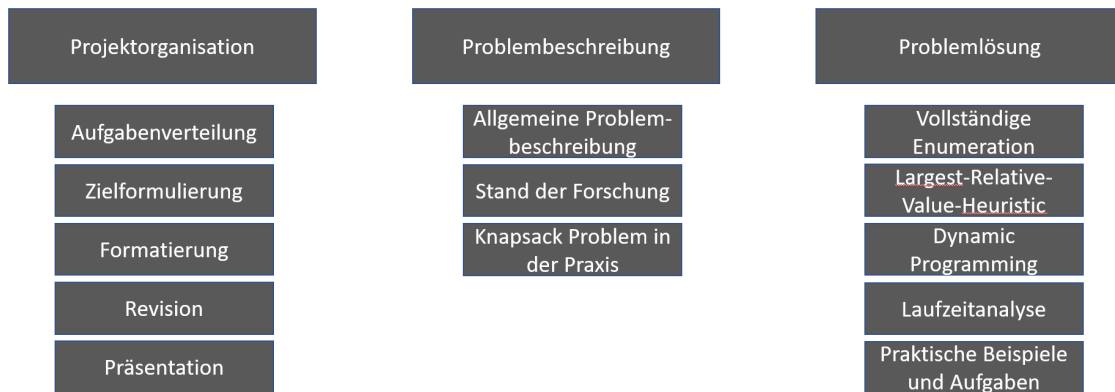 Projektorganisation
Aufgabenverteilung
Zielformulierung
Formatierung
Revision
Präsentation
Problembeschreibung
Allgemeine Problem-
beschreibung
Stand der Forschung
Knapsack Problem in
der Praxis
Problemlösung
Vollständige
Enumeration
Largest-Relative-
Value-Heuristic
Dynamic
Programming
Laufzeitanalyse
Praktische Beispiele
und Aufgaben